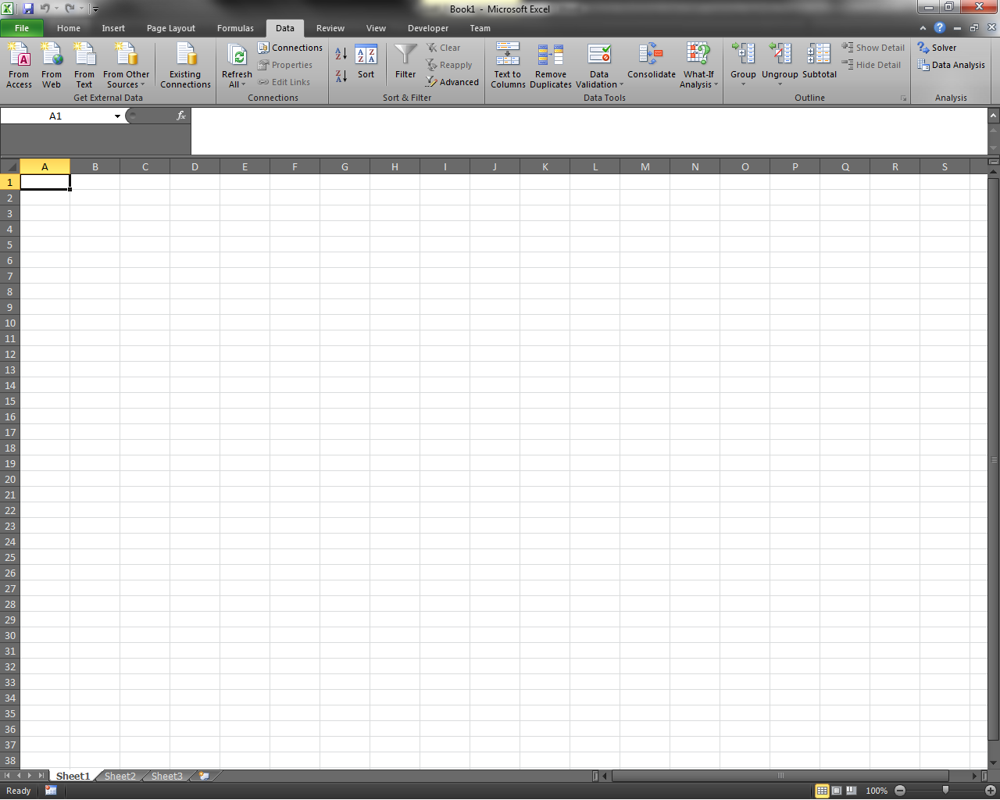 Book1 - Microsoft Excel
File Home Insert Page Layout Formulas Data Review View Developer Team
From Access From Web From Text From Other Sources Existing Connections
Get External Data
Refresh All Connections Properties Edit Links
Connections
Sort Filter Clear Reapply Advanced
Sort & Filter
Text to Columns Remove Duplicates Data Validation Consolidate What-If Analysis
Data Tools
Group Ungroup Subtotal Show Detail Hide Detail
Outline
Solver Data Analysis
Analysis
A1 fx
A B C D E F G H I J K L M N O P Q R S
1
2
3
4
5
6
7
8
9
10
11
12
13
14
15
16
17
18
19
20
21
22
23
24
25
26
27
28
29
30
31
32
33
34
35
36
37
38
Sheet1 Sheet2 Sheet3
Ready 100%